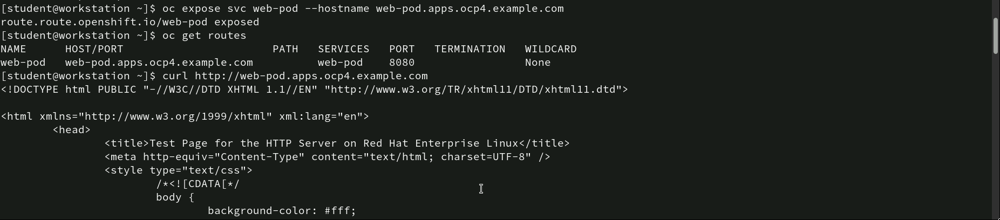 [student@workstation ~]$ oc expose svc web-pod --hostname web-pod.apps.ocp4.example.com
route.route.openshift.io/web-pod exposed
[student@workstation ~]$ oc get routes
NAME      HOST/PORT                       PATH   SERVICES   PORT   TERMINATION   WILDCARD
web-pod   web-pod.apps.ocp4.example.com          web-pod    8080                 None
[student@workstation ~]$ curl http://web-pod.apps.ocp4.example.com
<!DOCTYPE html PUBLIC "-//W3C//DTD XHTML 1.1//EN" "http://www.w3.org/TR/xhtml11/DTD/xhtml11.dtd">
<html xmlns="http://www.w3.org/1999/xhtml" xml:lang="en">
        <head>
                <title>Test Page for the HTTP Server on Red Hat Enterprise Linux</title>
                <meta http-equiv="Content-Type" content="text/html; charset=UTF-8" />
                <style type="text/css">
                        /*<![CDATA[*/
                        body {
                                background-color: #fff;